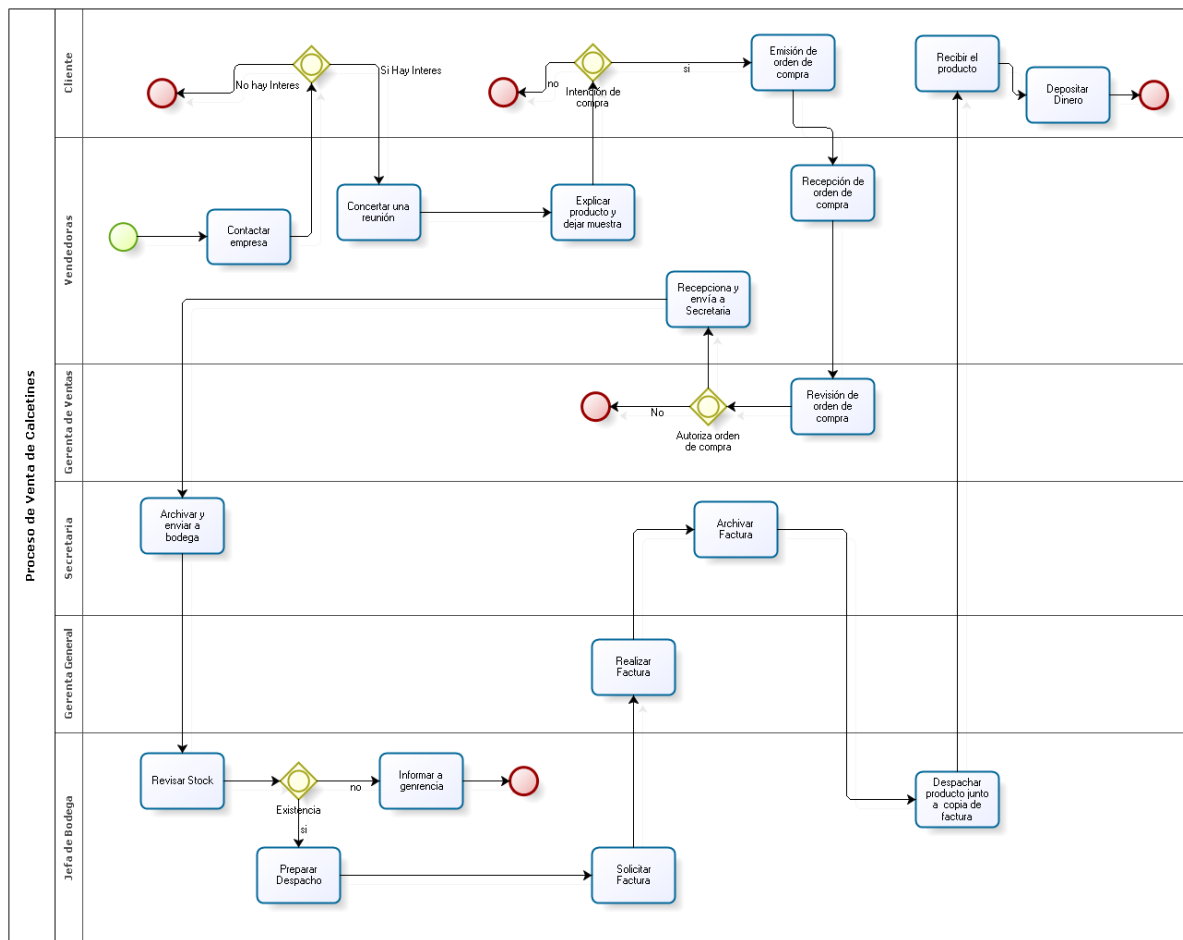 Proceso de Venta de Calcetines
Cliente
No hay Interes
Si Hay Interes
no
Intención de
compra
si
Emisión de
orden de
compra
Recibir el
producto
Depositar
Dinero
Vendedoras
Contactar
empresa
Concertar una
reunión
Explicar
producto y
dejar muestra
Recepción de
orden de
compra
Recepciona y
envía a
Secretaria
Gerenta de Ventas
No
Autoriza orden
de compra
Revisión de
orden de
compra
Secretaria
Archivar y
enviar a
bodega
Archivar
Factura
Gerenta General
Realizar
Factura
Jefa de Bodega
Revisar Stock
Existencia
no
si
Informar a
genrencia
Preparar
Despacho
Solicitar
Factura
Despachar
producto junto
a copia de
factura